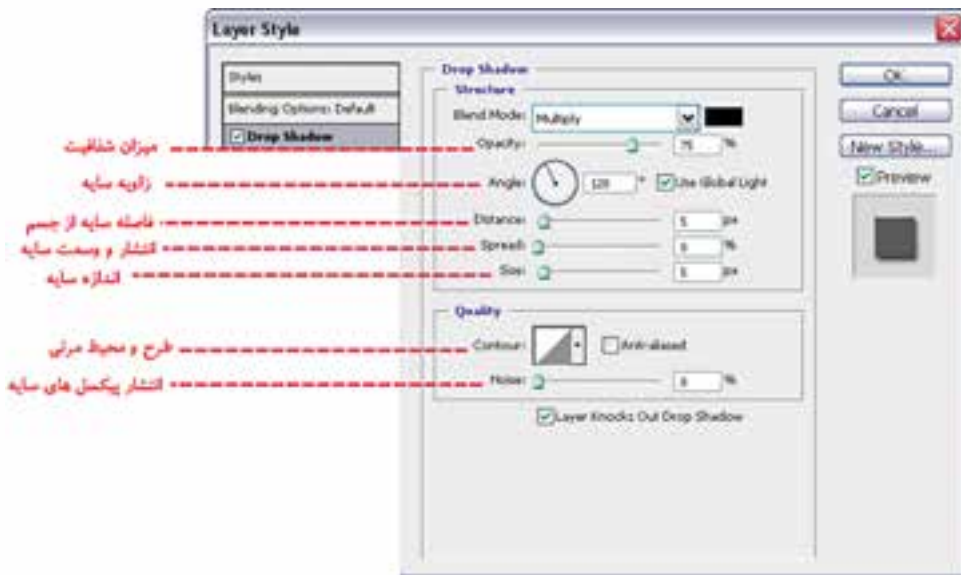 Layer Style
Styles
Blending Options: Default
Drop Shadow
Drop Shadow
Structure
Blend Mode: Multiply
Opacity: 75 %
Angle: 120 ° Use Global Light
Distance: 5 px
Spread: 0 %
Size: 5 px
Quality
Contour: Anti-aliased
Noise: 0 %
Layer Knocks Out Drop Shadow
OK
Cancel
New Style...
Preview
میزان شفافیت
زاویه سایه
فاصله سایه از جسم
انتشار و وسعت سایه
اندازه سایه
طرح و محیط مرئی
انتشار پیکسل های سایه